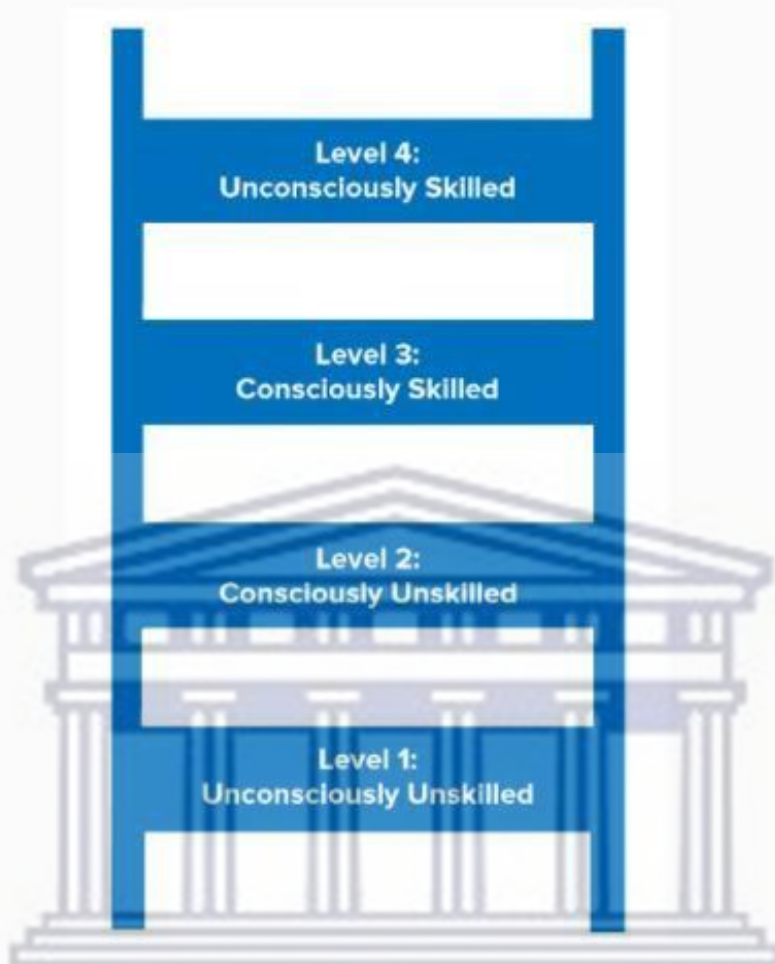 Level 4:
Unconsciously Skilled
Level 3:
Consciously Skilled
Level 2:
Consciously Unskilled
Level 1:
Unconsciously Unskilled